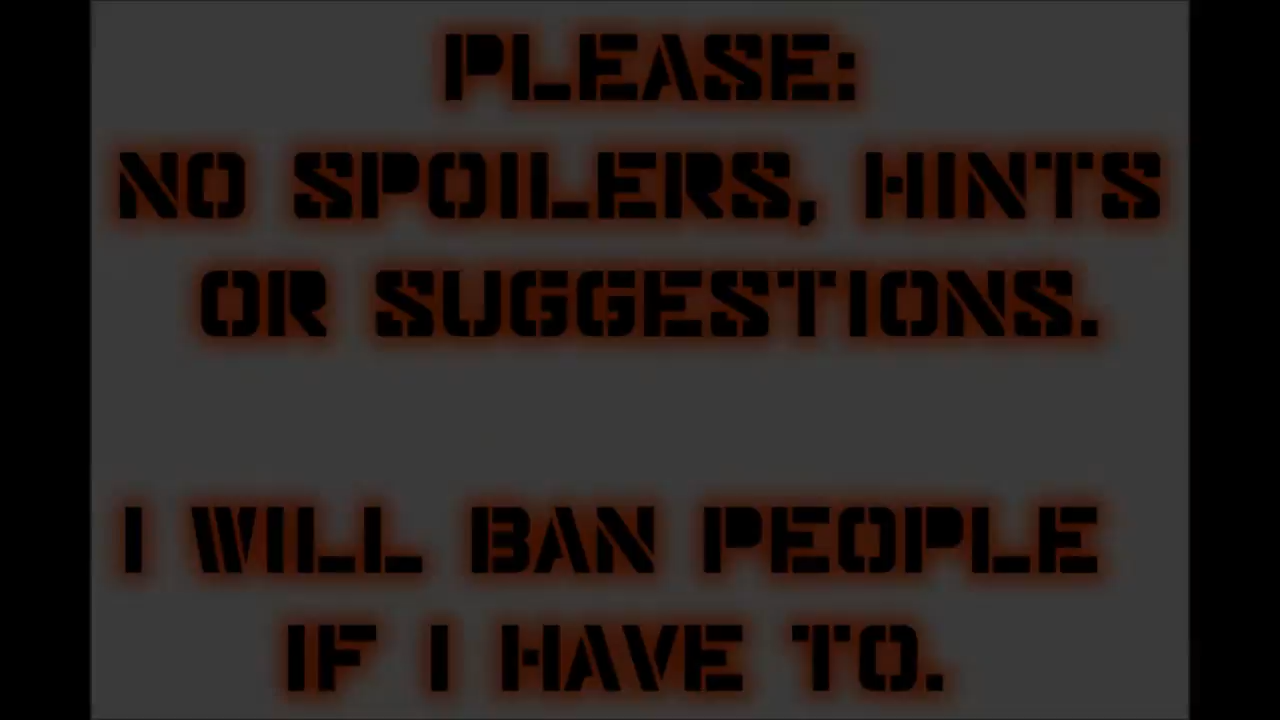 PLEASE:
NO SPOILERS, HINTS
OR SUGGESTIONS.
I WILL BAN PEOPLE
IF I HAVE TO.